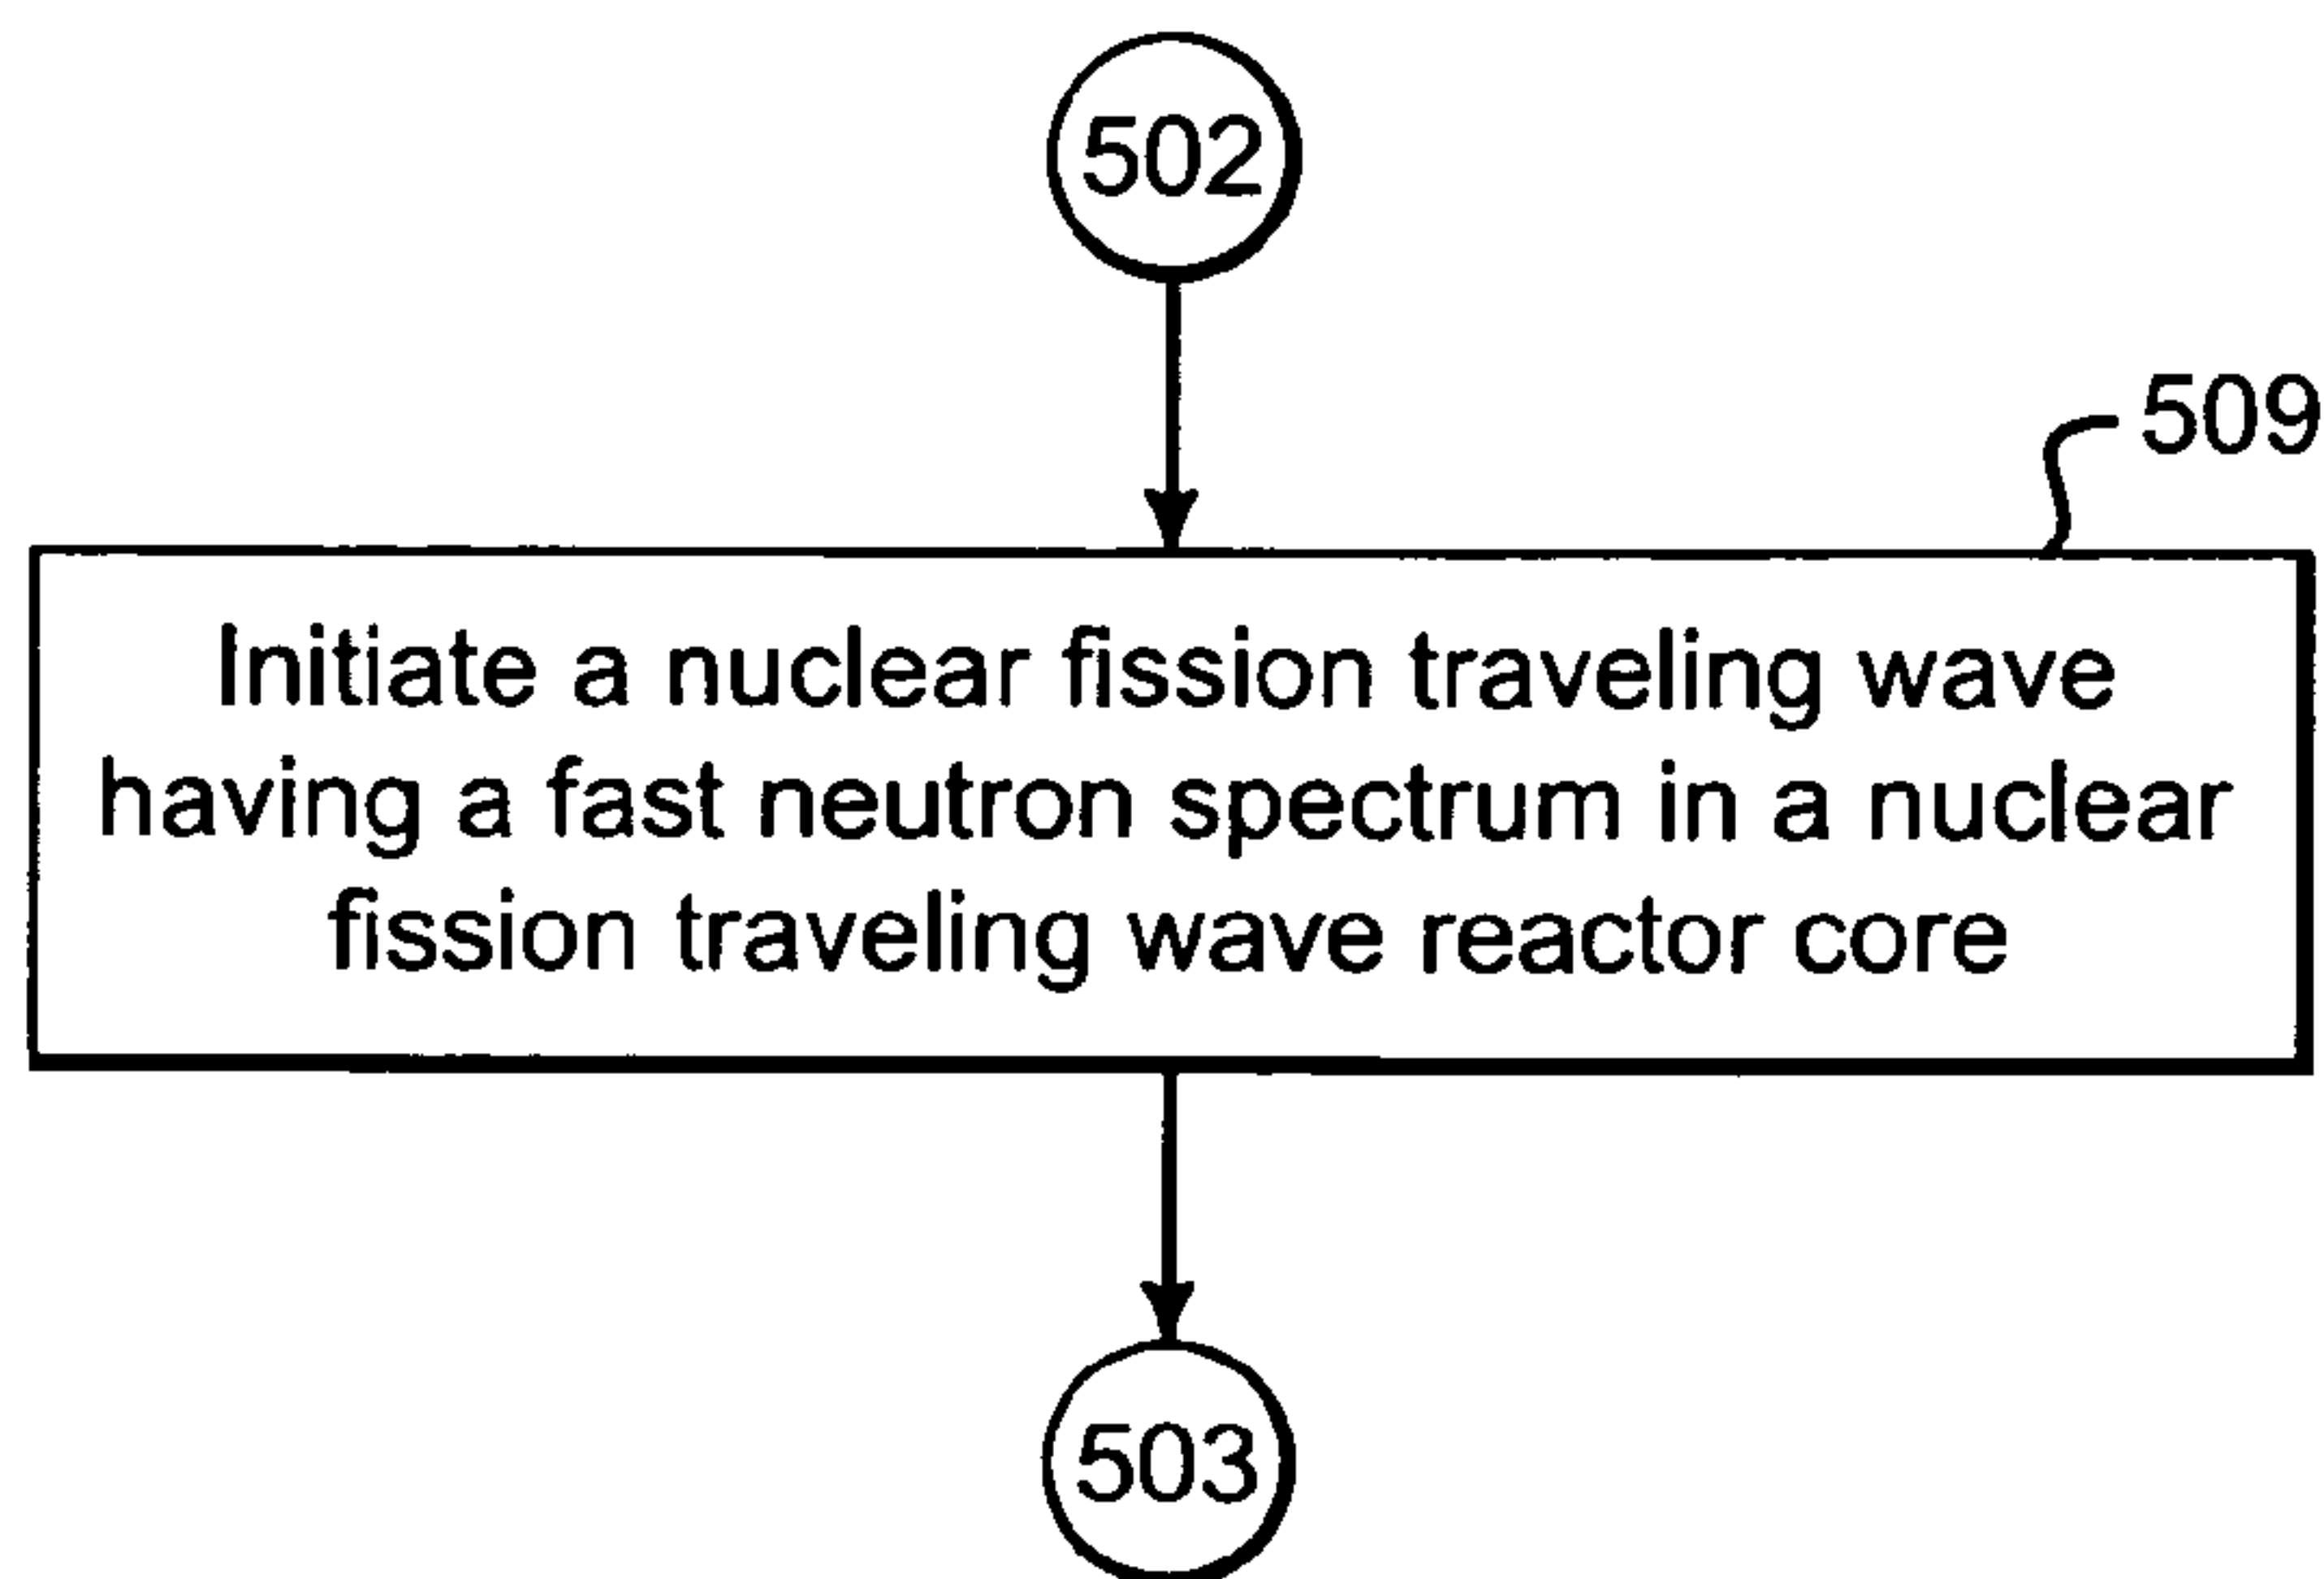 502
509
Initiate a nuclear fission traveling wave
having a fast neutron spectrum in a nuclear
fission traveling wave reactor core
503